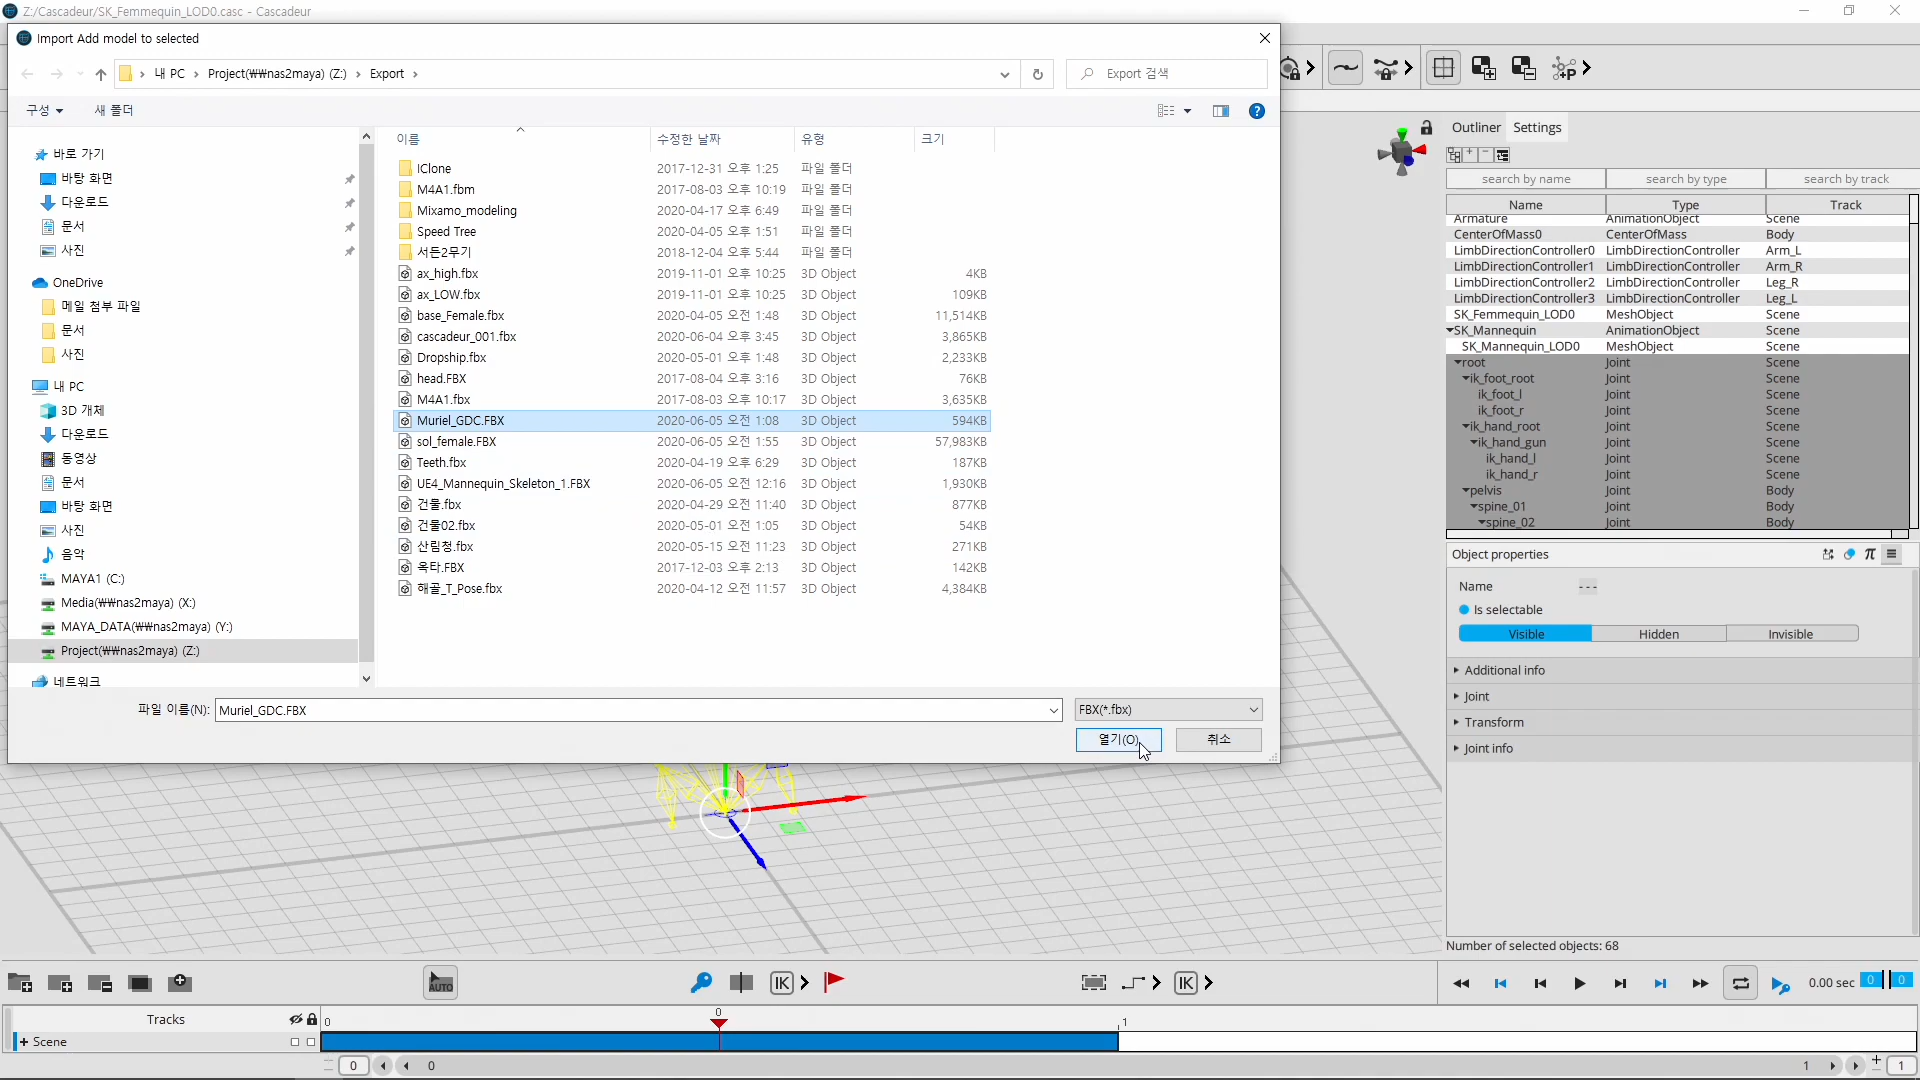 Z:/Cascadeur/SK_Femmequin_LOD0.casc - Cascadeur
Import Add model to selected
내 PC › Project(₩₩nas2maya) (Z:) › Export ›
Export 검색
구성
새 폴더
이름 수정한 날짜 유형 크기
바로 가기
바탕 화면
다운로드
문서
사진
OneDrive
메일 첨부 파일
문서
사진
내 PC
3D 개체
다운로드
동영상
문서
바탕 화면
사진
음악
MAYA1 (C:)
Media(₩₩nas2maya) (X:)
MAYA_DATA(₩₩nas2maya) (Y:)
Project(₩₩nas2maya) (Z:)
네트워크
IClone 2017-12-31 오후 1:25 파일 폴더
M4A1.fbm 2017-08-03 오후 10:19 파일 폴더
Mixamo_modeling 2020-04-17 오후 6:49 파일 폴더
Speed Tree 2020-04-05 오후 1:51 파일 폴더
서든2무기 2018-12-04 오후 5:44 파일 폴더
ax_high.fbx 2019-11-01 오후 10:25 3D Object 4KB
ax_LOW.fbx 2019-11-01 오후 10:25 3D Object 109KB
base_Female.fbx 2020-04-05 오전 1:48 3D Object 11,514KB
cascadeur_001.fbx 2020-06-04 오후 3:45 3D Object 3,865KB
Dropship.fbx 2020-05-01 오후 1:48 3D Object 2,233KB
head.FBX 2017-08-04 오후 3:16 3D Object 76KB
M4A1.fbx 2017-08-03 오후 10:17 3D Object 3,635KB
Muriel_GDC.FBX 2020-06-05 오전 1:08 3D Object 594KB
sol_female.FBX 2020-06-05 오전 1:55 3D Object 57,983KB
Teeth.fbx 2020-04-19 오후 6:29 3D Object 187KB
UE4_Mannequin_Skeleton_1.FBX 2020-06-05 오전 12:16 3D Object 1,930KB
건물.fbx 2020-04-29 오전 11:40 3D Object 877KB
건물02.fbx 2020-05-01 오전 1:05 3D Object 54KB
산림청.fbx 2020-05-15 오전 11:23 3D Object 271KB
옥타.FBX 2017-12-03 오후 2:13 3D Object 142KB
해골_T_Pose.fbx 2020-04-12 오전 11:57 3D Object 4,384KB
파일 이름(N): Muriel_GDC.FBX FBX(*.fbx)
열기(O) 취소
Outliner Settings
search by name search by type search by track
Name Type Track
Armature AnimationObject Scene
CenterOfMass0 CenterOfMass Body
LimbDirectionController0 LimbDirectionController Arm_L
LimbDirectionController1 LimbDirectionController Arm_R
LimbDirectionController2 LimbDirectionController Leg_R
LimbDirectionController3 LimbDirectionController Leg_L
SK_Femmequin_LOD0 MeshObject Scene
SK_Mannequin AnimationObject Scene
SK_Mannequin_LOD0 MeshObject Scene
root Joint Scene
ik_foot_root Joint Scene
ik_foot_l Joint Scene
ik_foot_r Joint Scene
ik_hand_root Joint Scene
ik_hand_gun Joint Scene
ik_hand_l Joint Scene
ik_hand_r Joint Scene
pelvis Joint Body
spine_01 Joint Body
spine_02 Joint Body
Object properties
Name ---
Is selectable
Visible Hidden Invisible
Additional info
Joint
Transform
Joint info
Number of selected objects: 68
AUTO IK IK 0.00 sec 0 0
Tracks 0 0 1
+ Scene
0 0 1 1